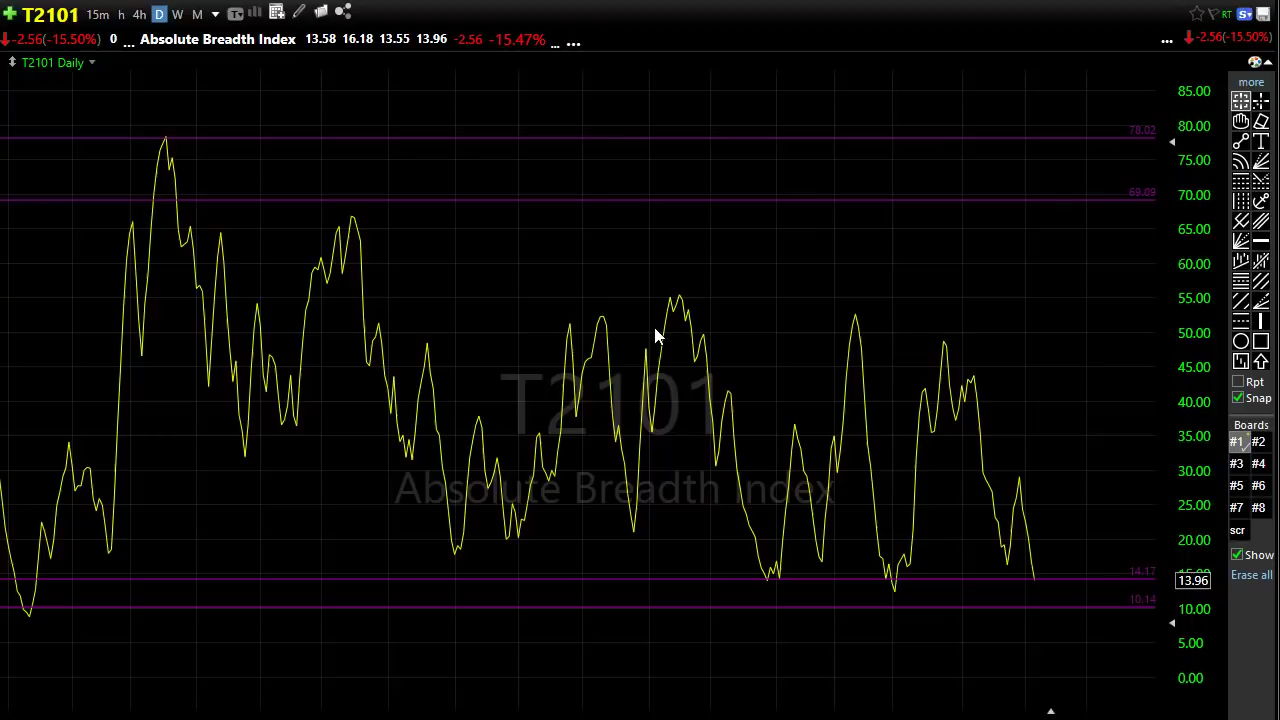 T2101 15m h 4h D W M T RT S
-2.56(-15.50%) 0 ... Absolute Breadth Index 13.58 16.18 13.55 13.96 -2.56 -15.47% ... ... ... -2.56(-15.50%)
T2101 Daily
more
85.00
80.00
78.02
75.00
70.00
69.09
65.00
60.00
55.00
50.00
45.00
40.00
35.00
30.00
25.00
20.00
14.17
13.96
10.14
10.00
5.00
0.00
T2101
Absolute Breadth Index
T
Rpt
Snap
Boards
#1 #2
#3 #4
#5 #6
#7 #8
scr
Show
Erase all